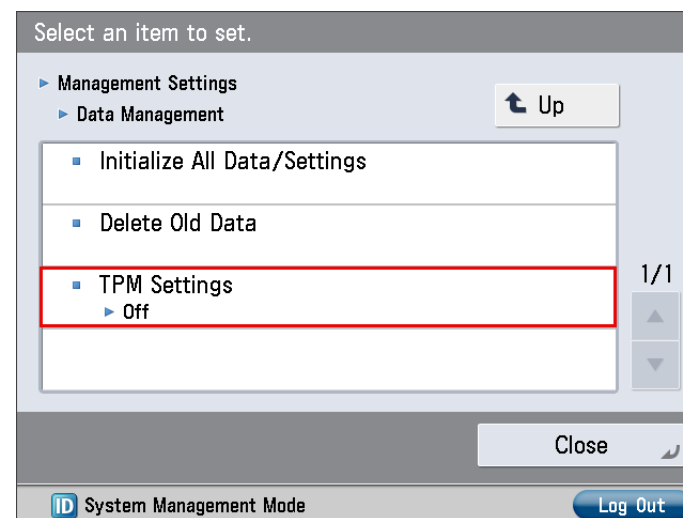 Select an item to set.
Management Settings
Data Management
Up
Initialize All Data/Settings
Delete Old Data
TPM Settings
Off
1/1
Close
ID System Management Mode
Log Out